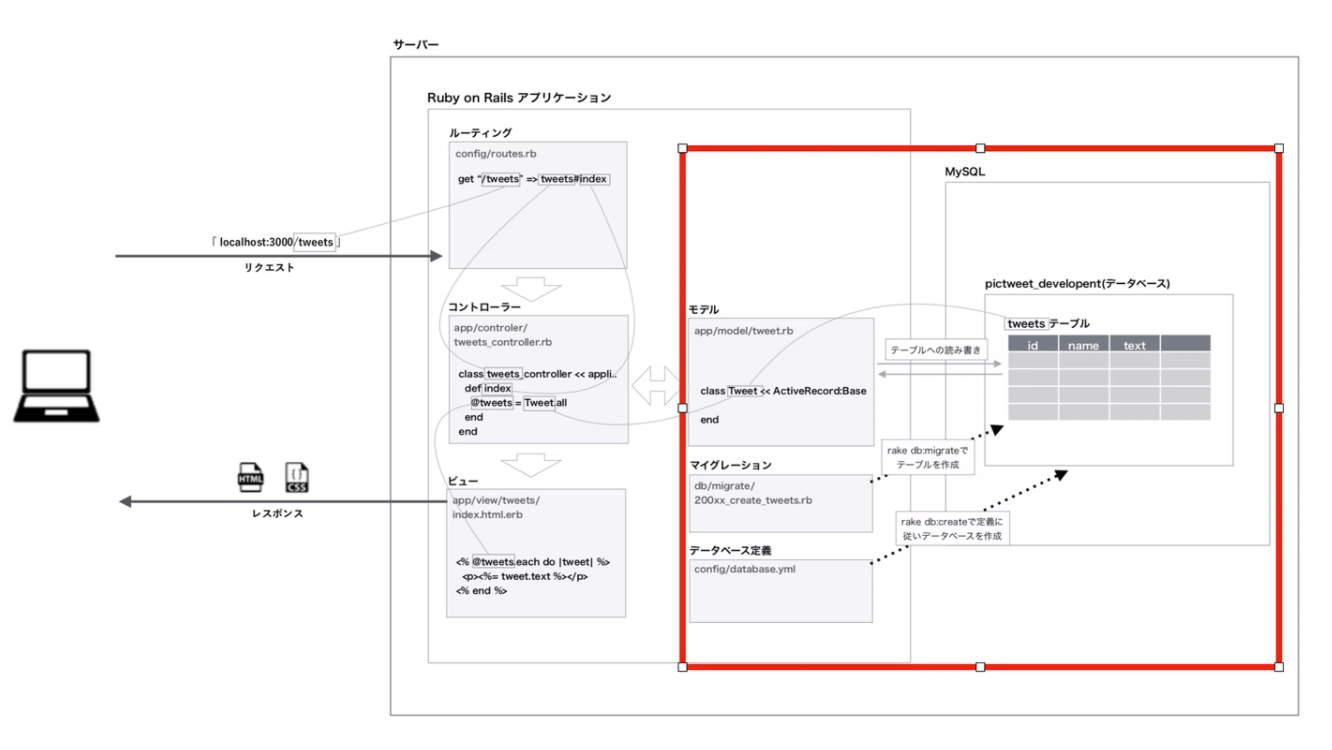 サーバー
Ruby on Rails アプリケーション
ルーティング
config/routes.rb
get "/tweets" => tweets#index
「 localhost:3000/tweets 」
リクエスト
コントローラー
app/controler/
tweets_controller.rb
class tweets_controller << appli..
def index
@tweets = Tweet.all
end
end
HTML
{ }
CSS
レスポンス
ビュー
app/view/tweets/
index.html.erb
<% @tweets.each do |tweet| %>
<p><%= tweet.text %></p>
<% end %>
モデル
app/model/tweet.rb
class Tweet << ActiveRecord:Base
end
マイグレーション
db/migrate/
200xx_create_tweets.rb
データベース定義
config/database.yml
テーブルへの読み書き
rake db:migrateで
テーブルを作成
rake db:createで定義に
従いデータベースを作成
MySQL
pictweet_developent(データベース)
tweets テーブル
id name text